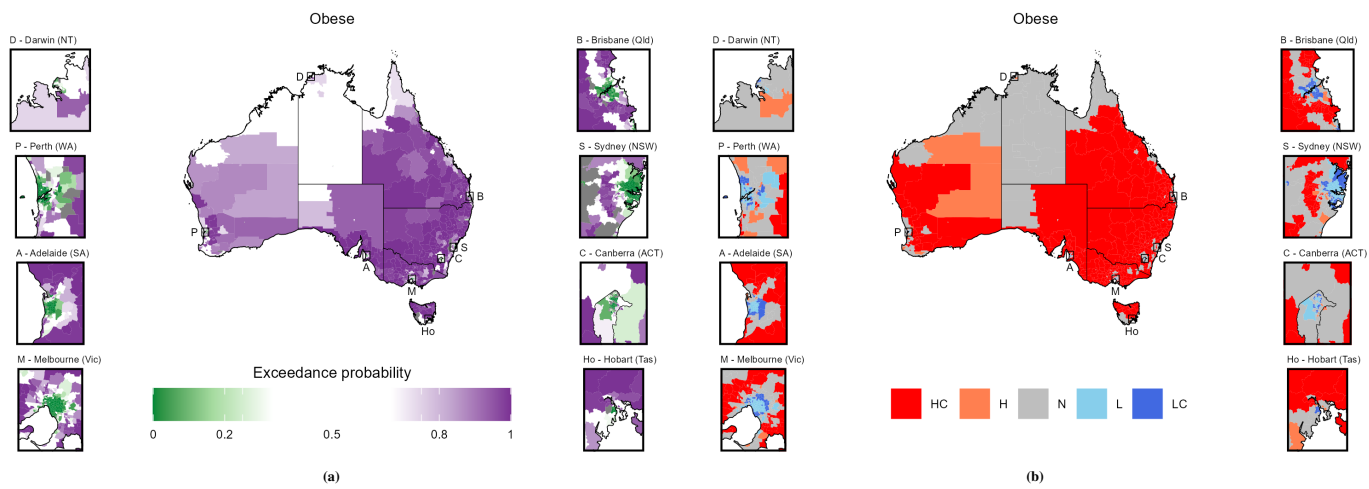 Obese
D - Darwin (NT)
P - Perth (WA)
A - Adelaide (SA)
M - Melbourne (Vic)
D
P
A
M
B
S
C
Ho
B - Brisbane (Qld)
S - Sydney (NSW)
C - Canberra (ACT)
Ho - Hobart (Tas)
Exceedance probability
0 0.2 0.5 0.8 1
(a)
Obese
D - Darwin (NT)
P - Perth (WA)
A - Adelaide (SA)
M - Melbourne (Vic)
D
P
A
M
B
S
C
Ho
B - Brisbane (Qld)
S - Sydney (NSW)
C - Canberra (ACT)
Ho - Hobart (Tas)
HC H N L LC
(b)